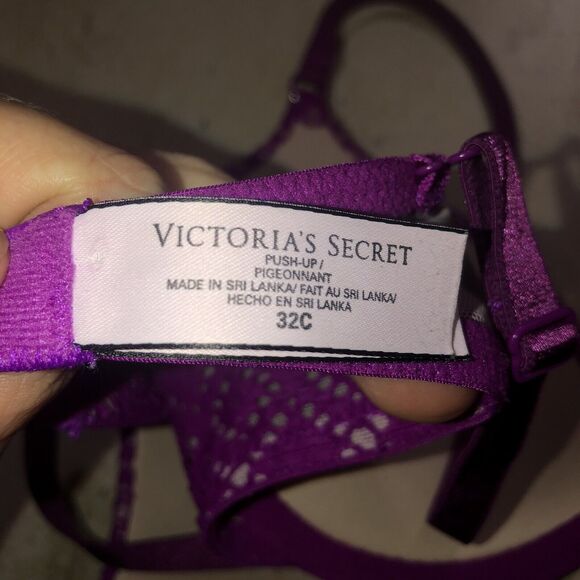 VICTORIA'S SECRET
PUSH-UP /
PIGEONNANT
MADE IN SRI LANKA/ FAIT AU SRI LANKA/
HECHO EN SRI LANKA
32C